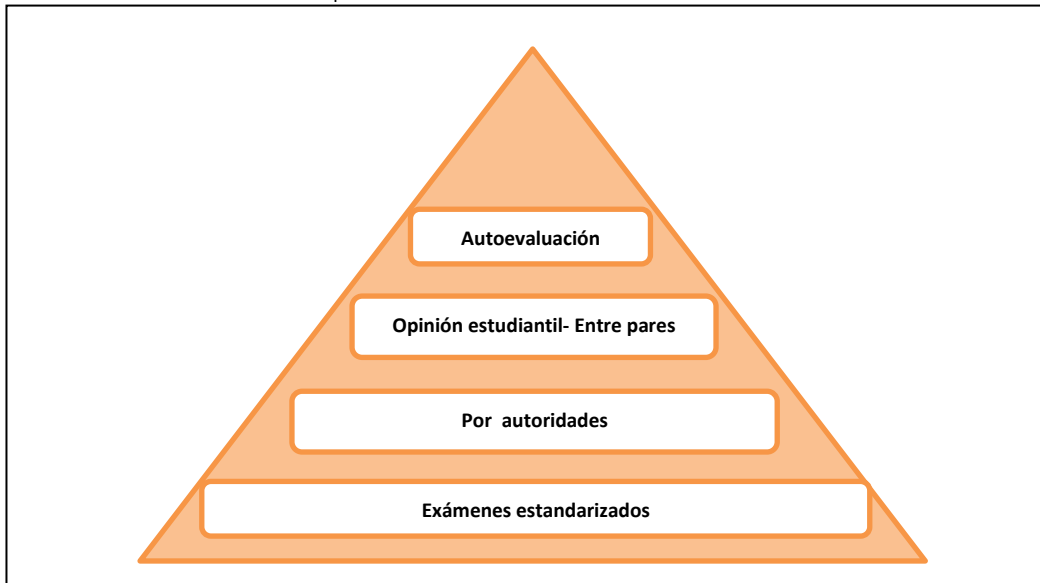 Autoevaluación
Opinión estudiantil- Entre pares
Por autoridades
Exámenes estandarizados